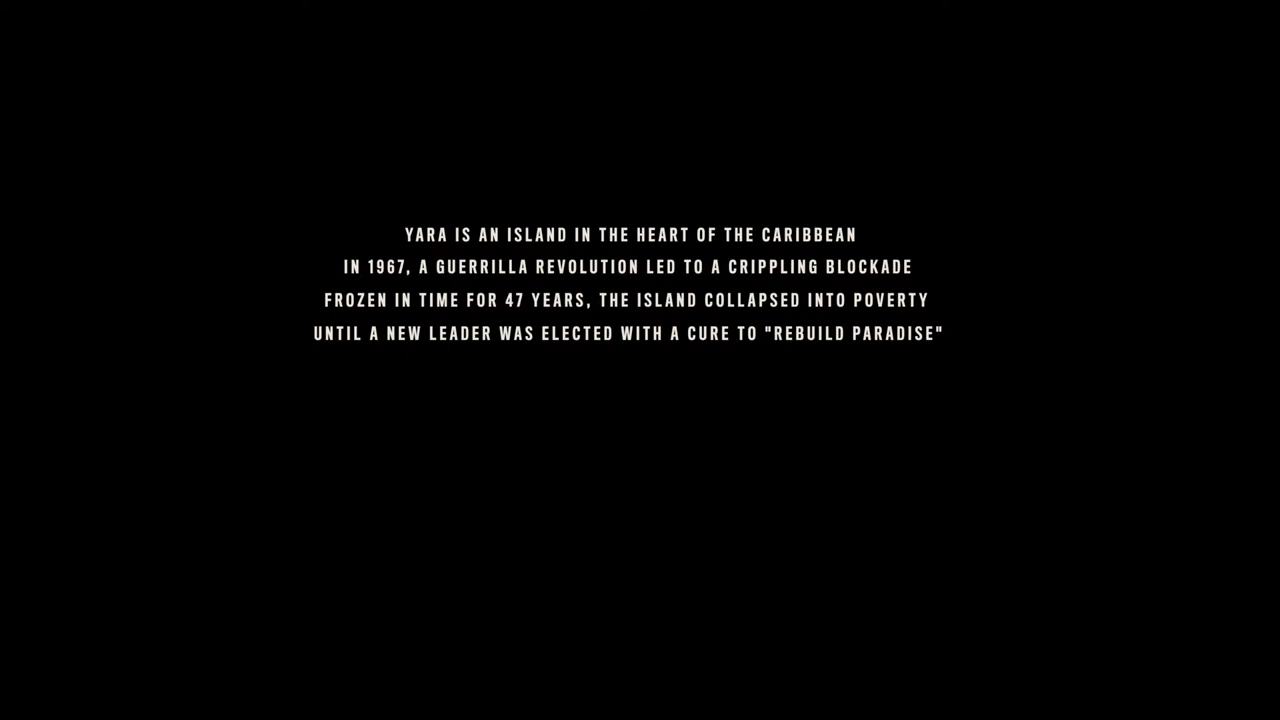 YARA IS AN ISLAND IN THE HEART OF THE CARIBBEAN
IN 1967, A GUERRILLA REVOLUTION LED TO A CRIPPLING BLOCKADE
FROZEN IN TIME FOR 47 YEARS, THE ISLAND COLLAPSED INTO POVERTY
UNTIL A NEW LEADER WAS ELECTED WITH A CURE TO "REBUILD PARADISE"